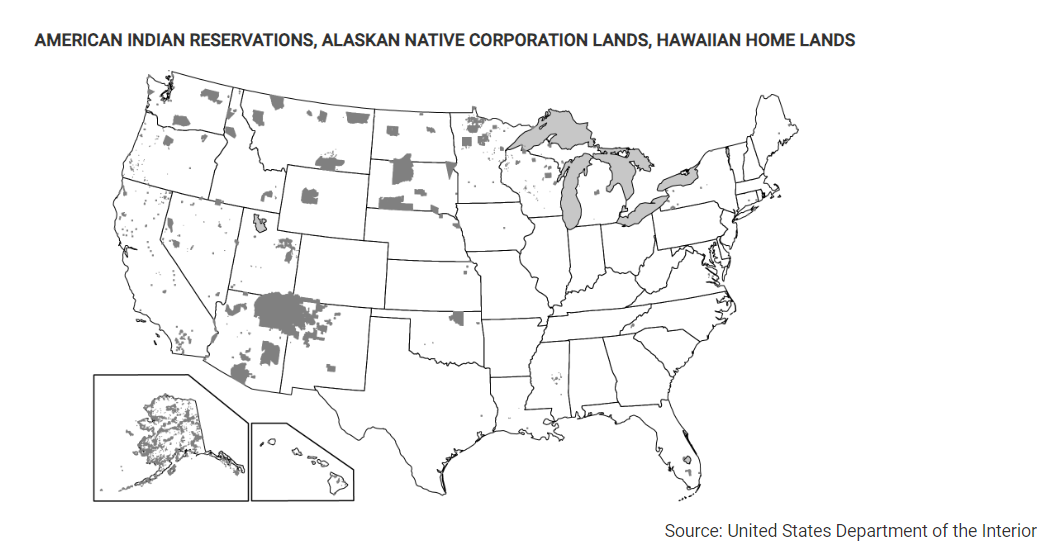 AMERICAN INDIAN RESERVATIONS, ALASKAN NATIVE CORPORATION LANDS, HAWAIIAN HOME LANDS
Source: United States Department of the Interior